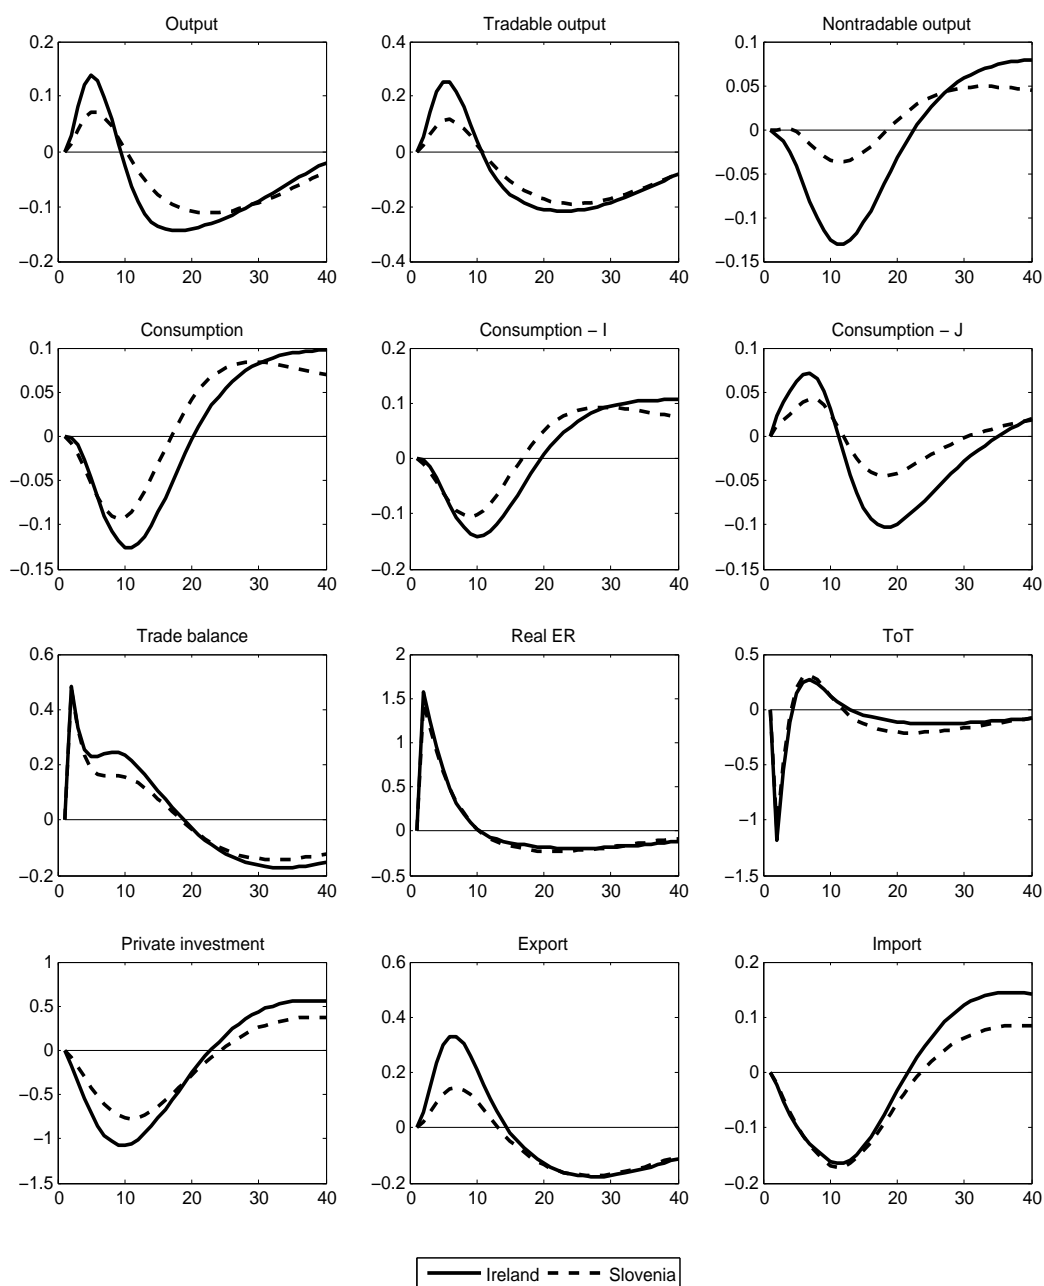 Output
Tradable output
Nontradable output
0.2
0.1
0
−0.1
−0.2
0 10 20 30 40
0.4
0.2
0
−0.2
−0.4
0 10 20 30 40
0.1
0.05
0
−0.05
−0.1
−0.15
0 10 20 30 40
Consumption
Consumption − I
Consumption − J
0.1
0.05
0
−0.05
−0.1
−0.15
0 10 20 30 40
0.2
0.1
0
−0.1
−0.2
0 10 20 30 40
0.1
0.05
0
−0.05
−0.1
−0.15
0 10 20 30 40
Trade balance
Real ER
ToT
0.6
0.4
0.2
0
−0.2
0 10 20 30 40
2
1.5
1
0.5
0
−0.5
0 10 20 30 40
0.5
0
−0.5
−1
−1.5
0 10 20 30 40
Private investment
Export
Import
1
0.5
0
−0.5
−1
−1.5
0 10 20 30 40
0.6
0.4
0.2
0
−0.2
0 10 20 30 40
0.2
0.1
0
−0.1
−0.2
0 10 20 30 40
Ireland Slovenia